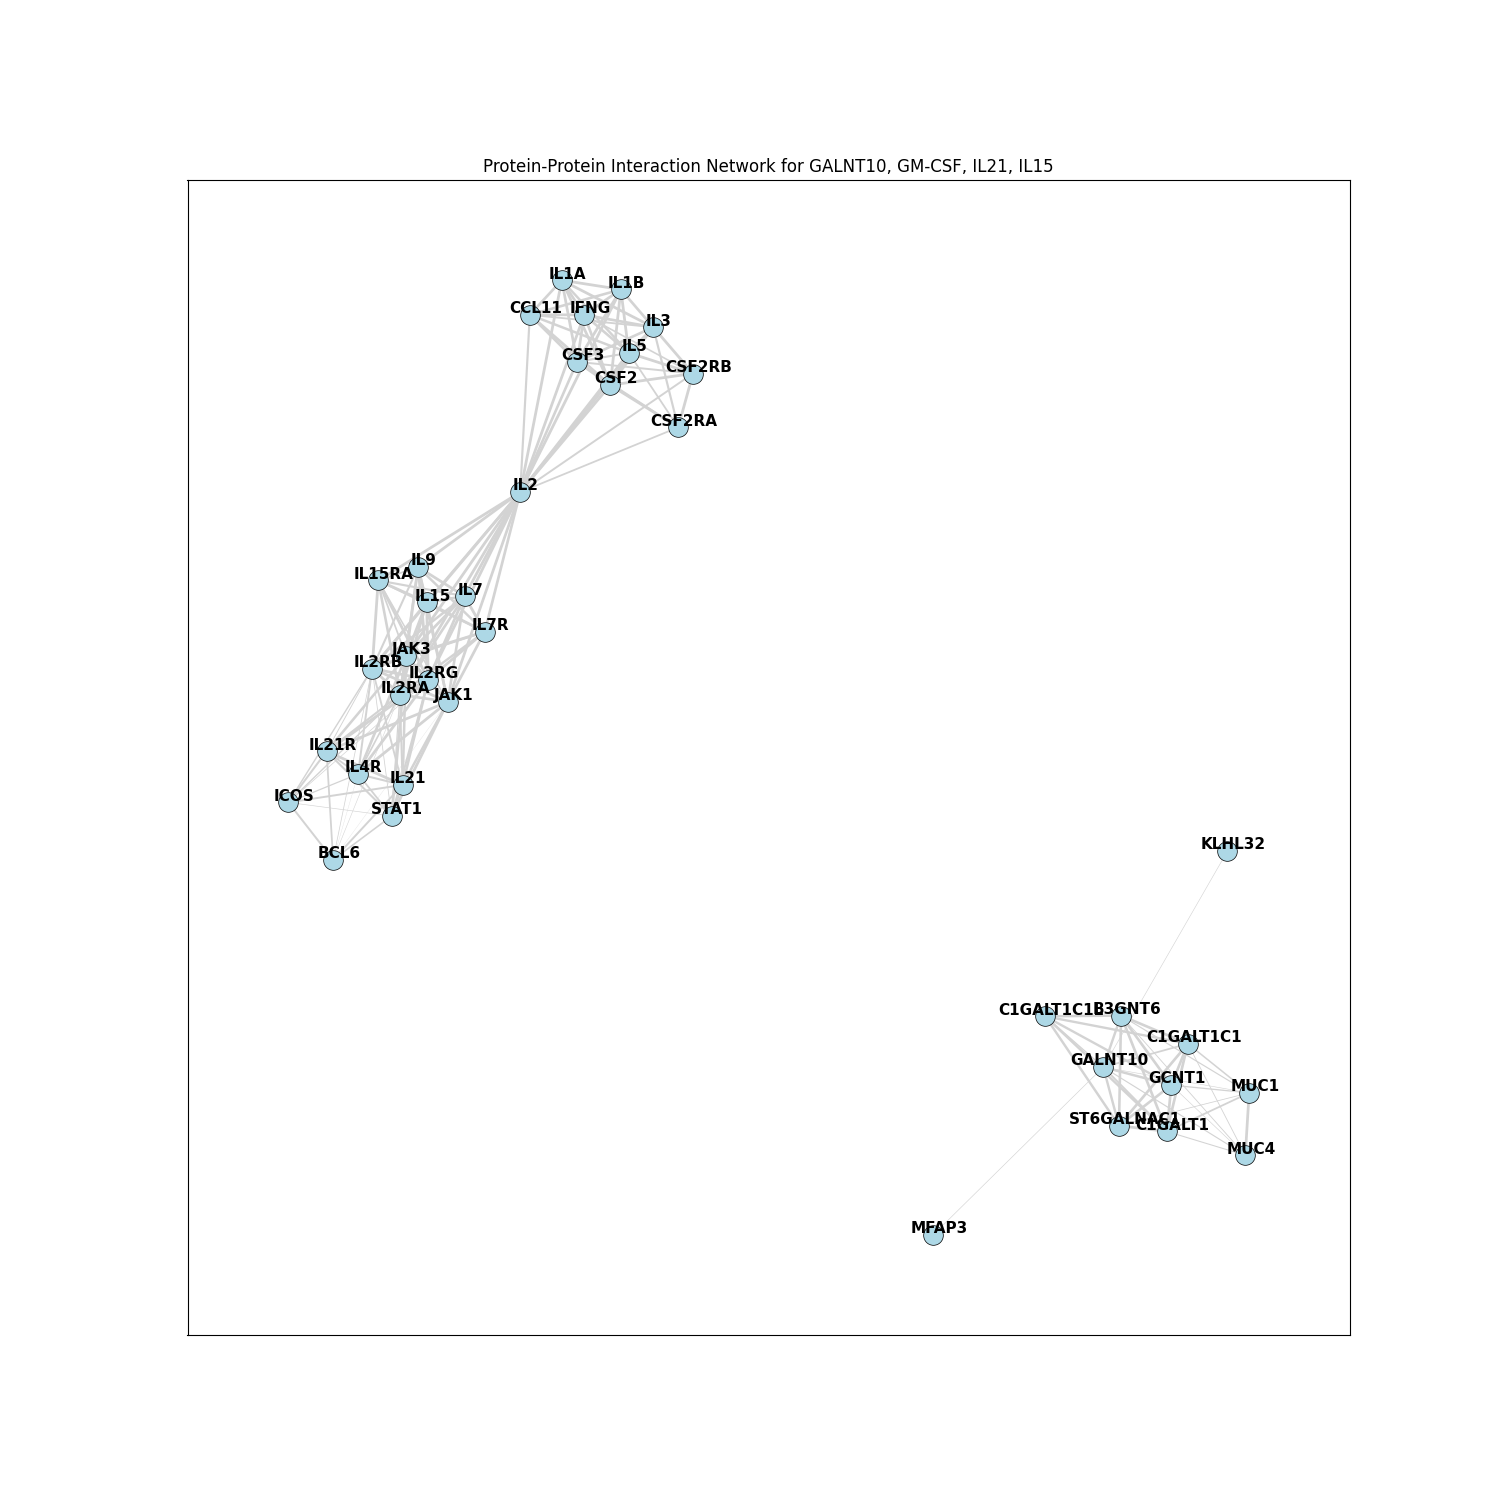 Protein-Protein Interaction Network for GALNT10, GM-CSF, IL21, IL15
IL1A
IL1B
CCL11
IFNG
IL3
IL5
CSF3
CSF2RB
CSF2
CSF2RA
IL2
IL9
IL15RA
IL7
IL15
IL7R
JAK3
IL2RB
IL2RG
IL2RA
JAK1
IL21R
IL4R
IL21
ICOS
STAT1
BCL6
KLHL32
B3GNT6
C1GALT1C1
GALNT10
GCNT1
MUC1
ST6GALNAC1
C1GALT1
MUC4
MFAP3